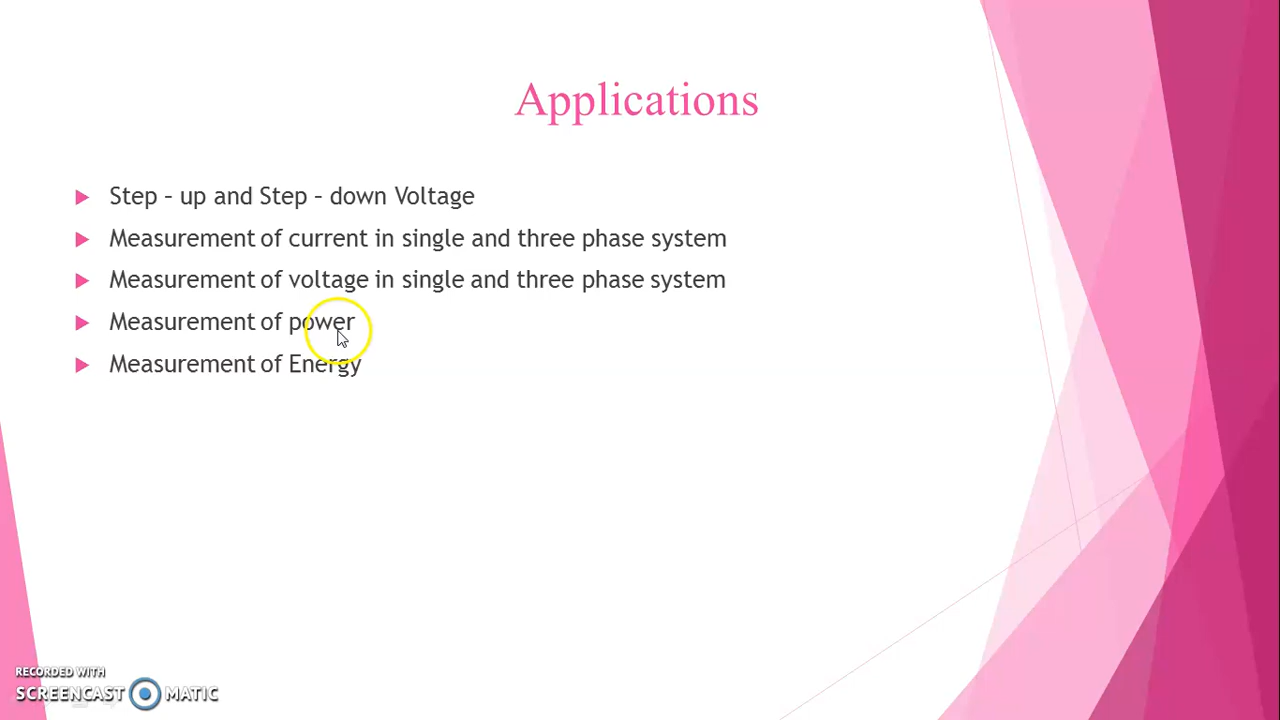 Applications
Step – up and Step – down Voltage
Measurement of current in single and three phase system
Measurement of voltage in single and three phase system
Measurement of power
Measurement of Energy
RECORDED WITH
SCREENCAST MATIC